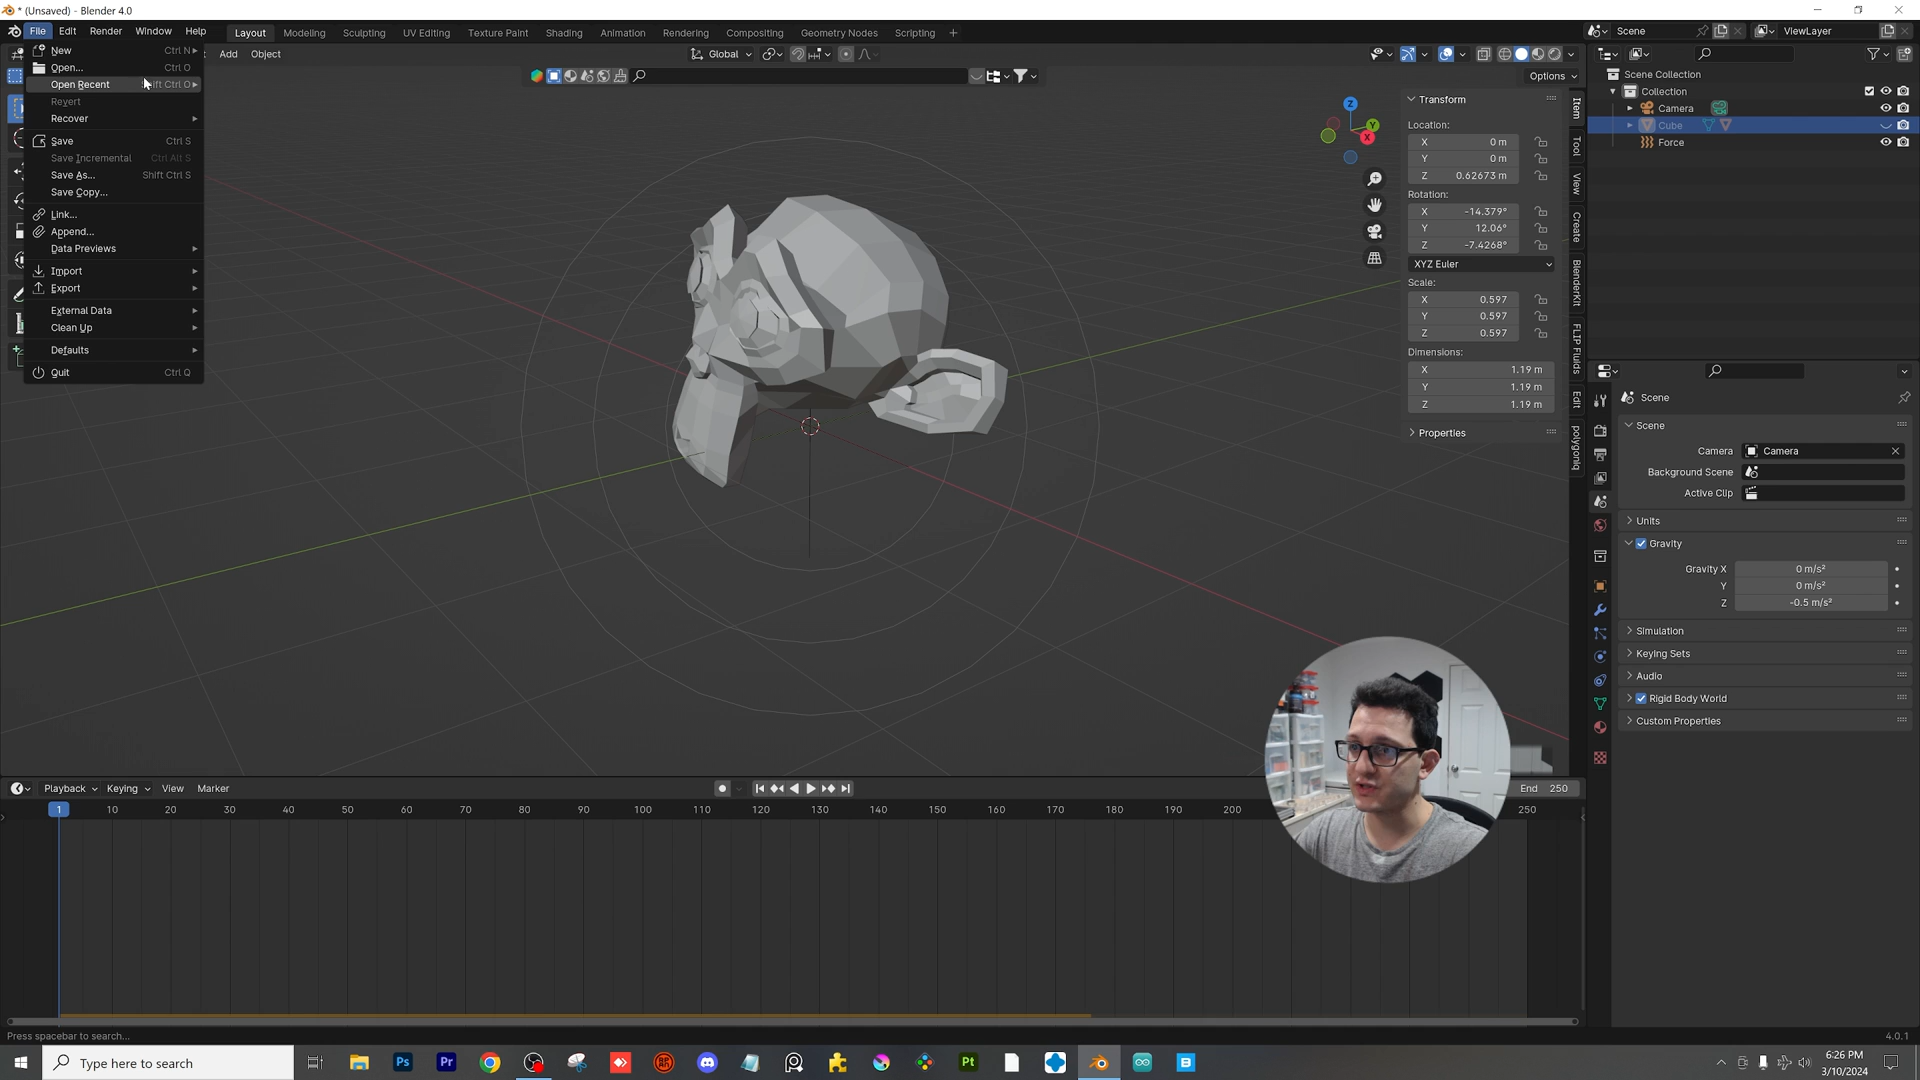 * (Unsaved) - Blender 4.0
File Edit Render Window Help
Layout Modeling Sculpting UV Editing Texture Paint Shading Animation Rendering Compositing Geometry Nodes Scripting +
Scene
ViewLayer
New Ctrl N
Open... Ctrl O
Open Recent ift Ctrl O
Revert
Recover
Save Ctrl S
Save Incremental Ctrl Alt S
Save As... Shift Ctrl S
Save Copy...
Link...
Append...
Data Previews
Import
Export
External Data
Clean Up
Defaults
Quit Ctrl Q
Add Object
Global
Options
Z
Y
X
Transform
Location:
X 0 m
Y 0 m
Z 0.62673 m
Rotation:
X -14.379°
Y 12.06°
Z -7.4268°
XYZ Euler
Scale:
X 0.597
Y 0.597
Z 0.597
Dimensions:
X 1.19 m
Y 1.19 m
Z 1.19 m
Properties
Item
Tool
View
Create
BlenderKit
FLIP Fluids
Edit
polygoniq
Scene Collection
Collection
Camera
Cube
Force
Scene
Scene
Camera Camera
Background Scene
Active Clip
Units
Gravity
Gravity X 0 m/s²
Y 0 m/s²
Z -0.5 m/s²
Simulation
Keying Sets
Audio
Rigid Body World
Custom Properties
Playback Keying View Marker
End 250
1 10 20 30 40 50 60 70 80 90 100 110 120 130 140 150 160 170 180 190 200 250
Press spacebar to search...
4.0.1
Type here to search
Ps
Pr
Pt
B
6:26 PM
3/10/2024